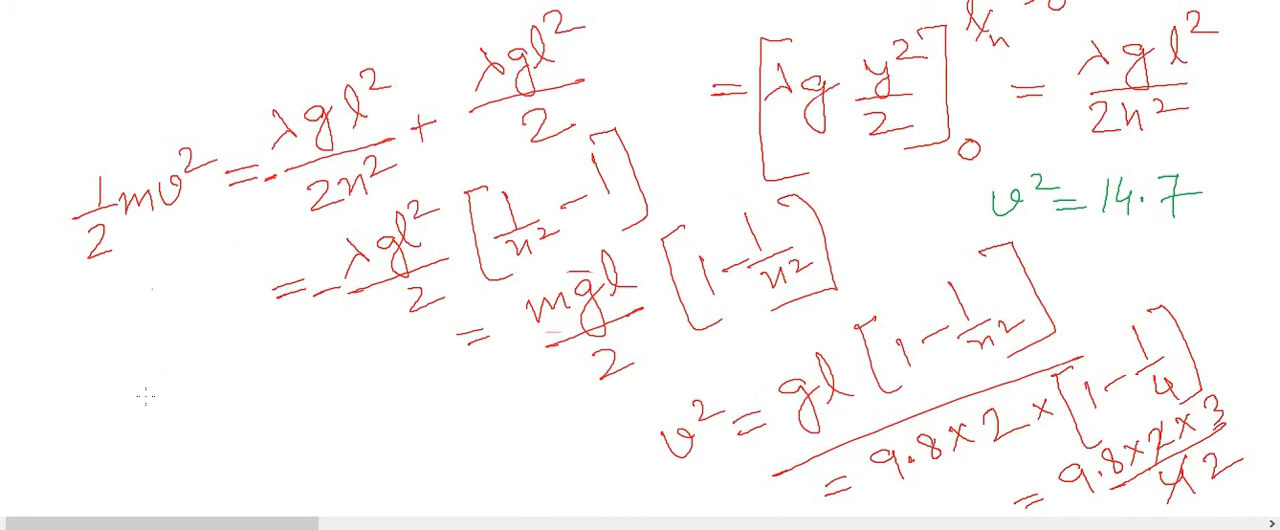 1/2 mv² = -λgl²/2n² + λgl²/2
= -λgl²/2 [1/n² - 1]
= mgl/2 [1 - 1/n²]
= [λg y²/2]₀^{l/n} = λgl²/2n²
v² = 14.7
v² = gl [1 - 1/n²]
= 9.8 × 2 × [1 - 1/4]
= 9.8 × 2 × 3 / 4 2